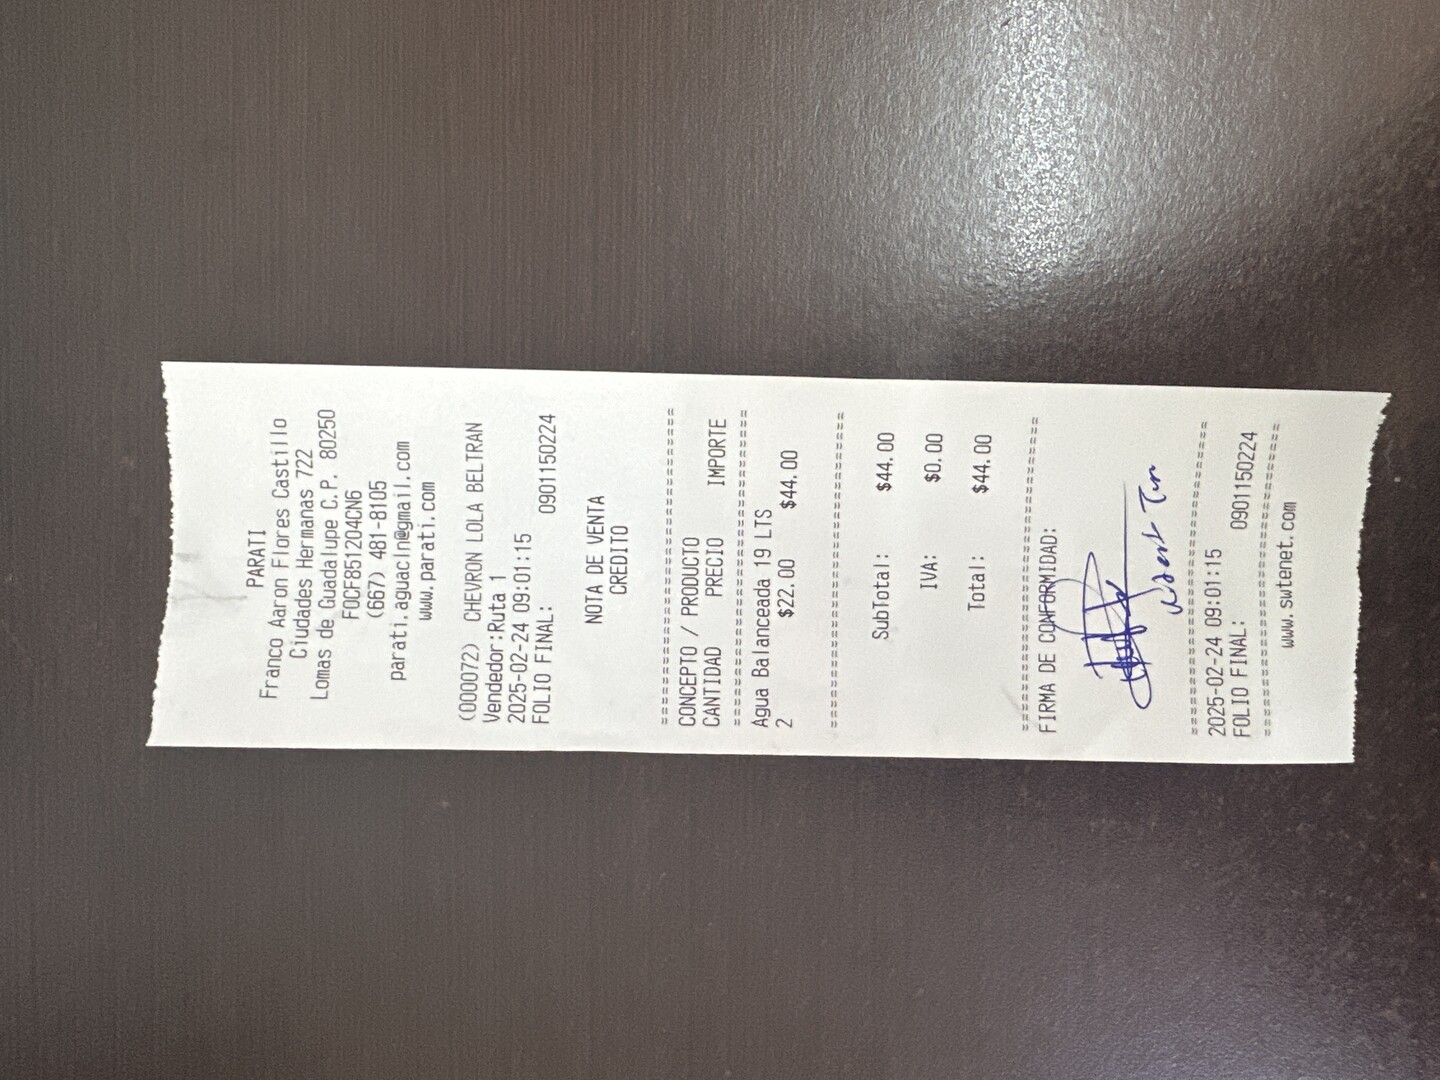 PARATI
Franco Aaron Flores Castillo
Ciudades Hermanas 722
Lomas de Guadalupe C.P. 80250
FOCF851204CN6
(667) 481-8105
parati.aguacln@gmail.com
www.parati.com
(000072) CHEVRON LOLA BELTRAN
Vendedor:Ruta 1
2025-02-24 09:01:15
FOLIO FINAL: 0901150224
NOTA DE VENTA
CREDITO
==============================
CONCEPTO / PRODUCTO
CANTIDAD PRECIO IMPORTE
==============================
Agua Balanceada 19 LTS
2 $22.00 $44.00
==============================
SubTotal: $44.00
IVA: $0.00
Total: $44.00
==============================
FIRMA DE CONFORMIDAD:
==============================
2025-02-24 09:01:15
FOLIO FINAL: 0901150224
==============================
www.swtenet.com